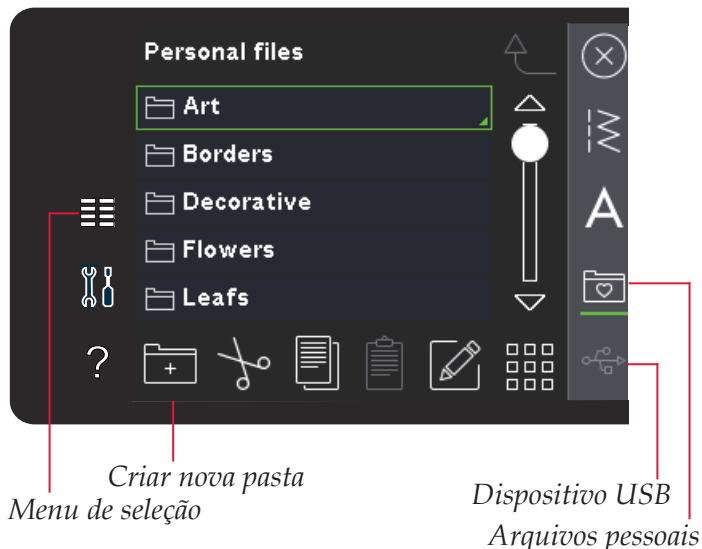 Personal files
Art
Borders
Decorative
Flowers
Leafs
A
?
Criar nova pasta
Menu de seleção
Dispositivo USB
Arquivos pessoais